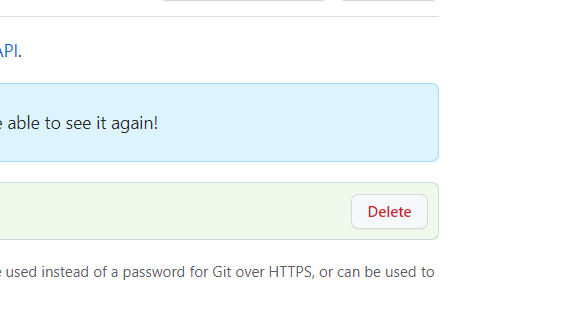 API.
able to see it again!
Delete
used instead of a password for Git over HTTPS, or can be used to